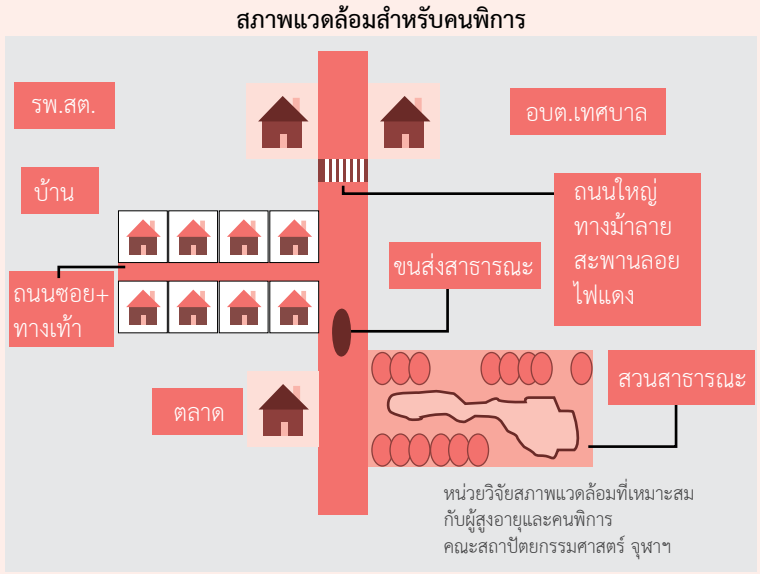 สภาพแวดล้อมสำหรับคนพิการ
รพ.สต.
อบต.เทศบาล
บ้าน
ถนนใหญ่
ทางม้าลาย
สะพานลอย
ไฟแดง
ขนส่งสาธารณะ
ถนนซอย+
ทางเท้า
สวนสาธารณะ
ตลาด
หน่วยวิจัยสภาพแวดล้อมที่เหมาะสม
กับผู้สูงอายุและคนพิการ
คณะสถาปัตยกรรมศาสตร์ จุฬาฯ